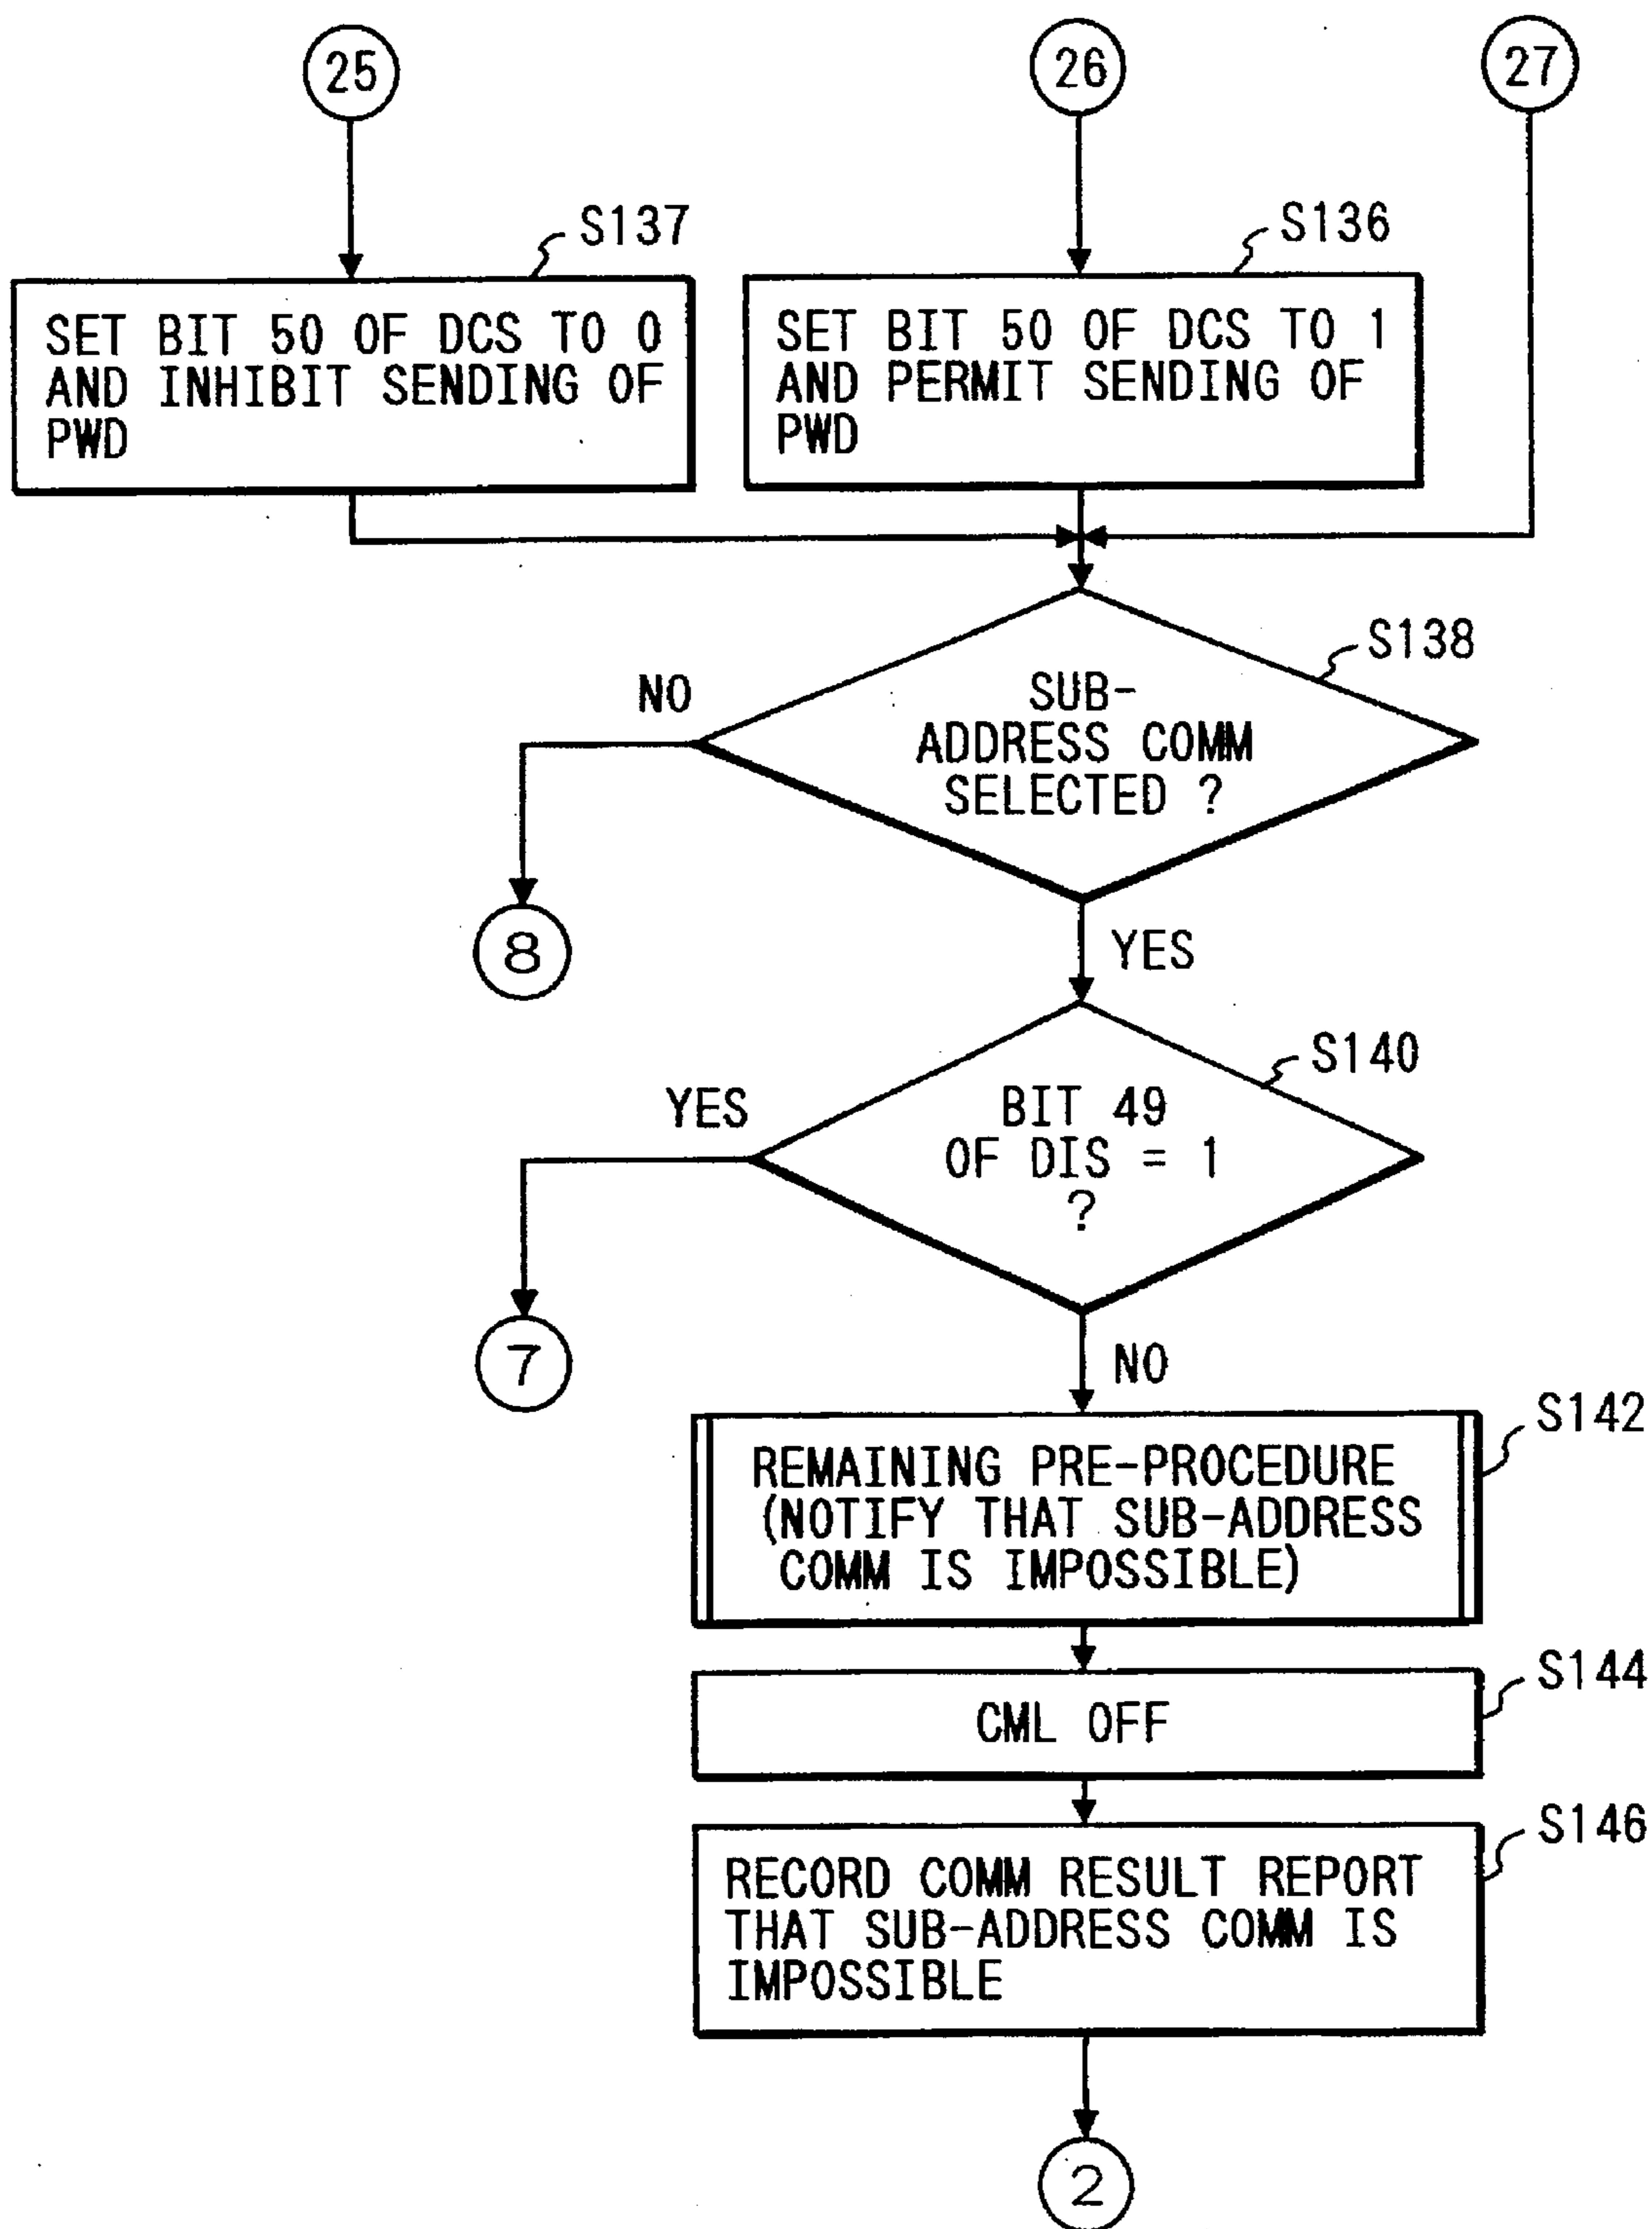 25
26
27
S137
S136
SET BIT 50 OF DCS TO 0
AND INHIBIT SENDING OF
PWD
SET BIT 50 OF DCS TO 1
AND PERMIT SENDING OF
PWD
S138
NO
SUB-
ADDRESS COMM
SELECTED ?
8
YES
S140
YES
BIT 49
OF DIS = 1
?
7
NO
S142
REMAINING PRE-PROCEDURE
(NOTIFY THAT SUB-ADDRESS
COMM IS IMPOSSIBLE)
S144
CML OFF
S146
RECORD COMM RESULT REPORT
THAT SUB-ADDRESS COMM IS
IMPOSSIBLE
2